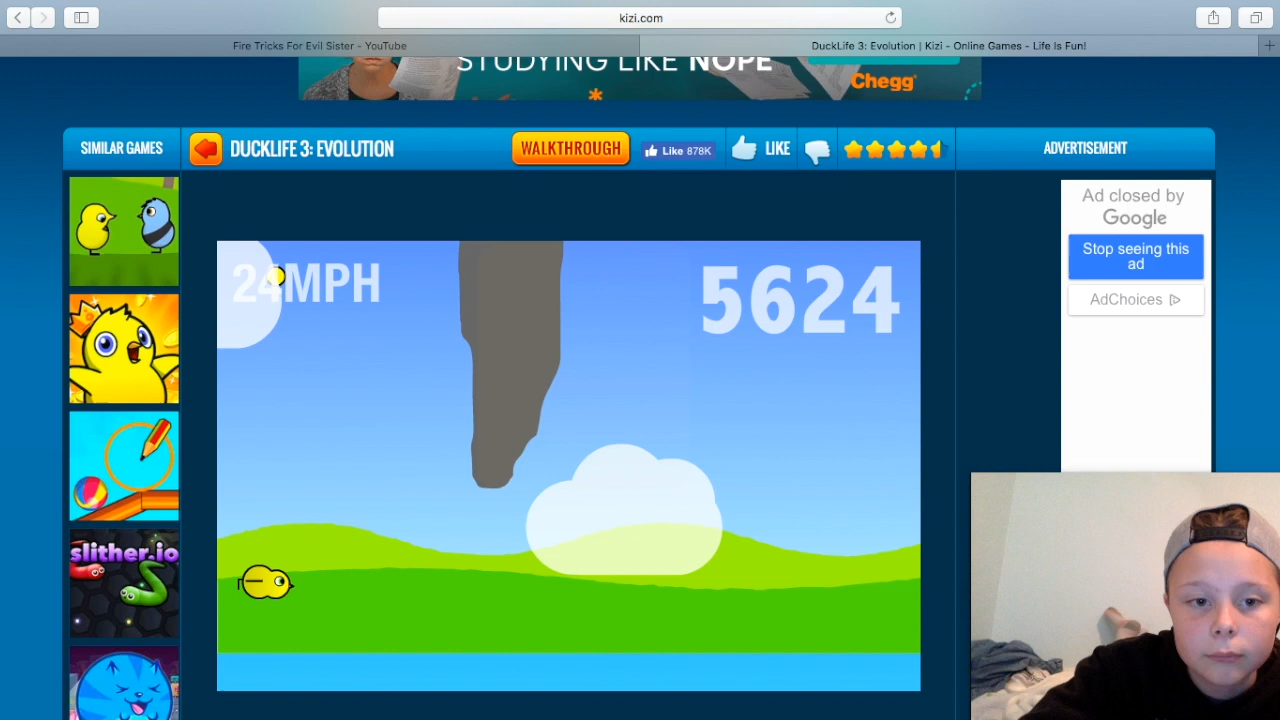 kizi.com
Fire Tricks For Evil Sister - YouTube
DuckLife 3: Evolution | Kizi - Online Games - Life Is Fun!
STUDYING LIKE NOPE
Chegg
SIMILAR GAMES
DUCKLIFE 3: EVOLUTION
WALKTHROUGH
Like 878K
LIKE
ADVERTISEMENT
Ad closed by
Google
Stop seeing this
ad
AdChoices
24MPH
5624
slither.io